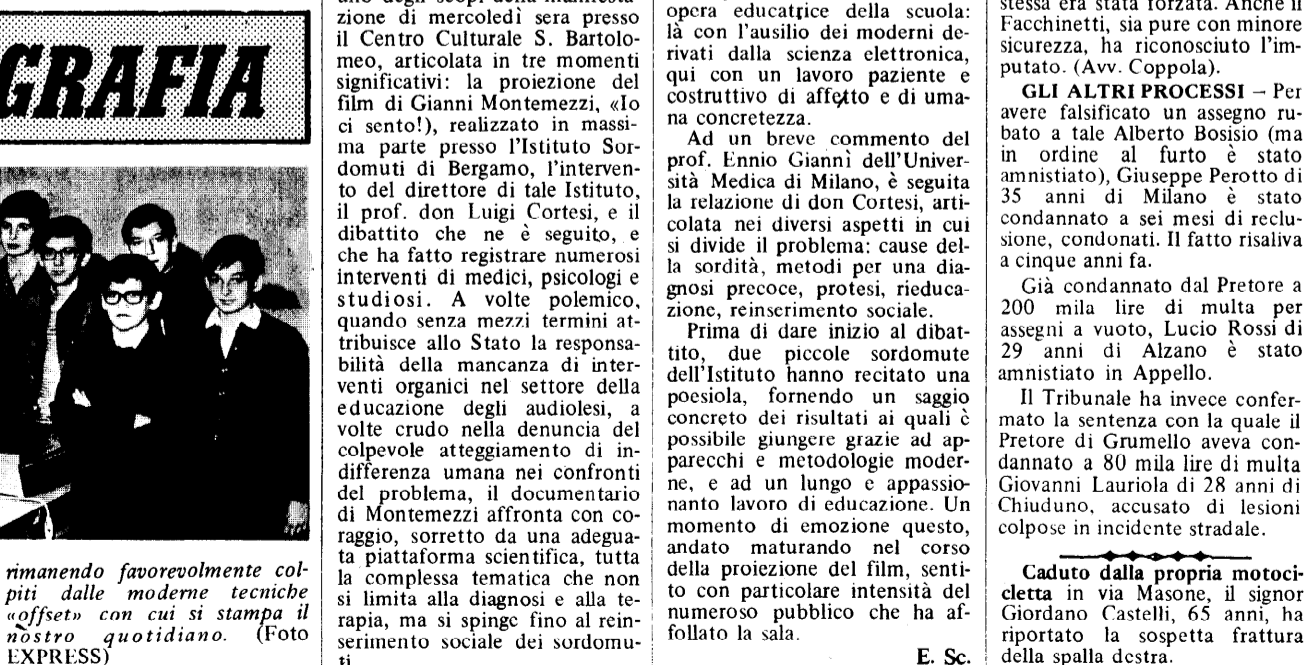 GRAFIA
rimanendo favorevolmente col-
piti dalle moderne tecniche
«offset» con cui si stampa il
nostro quotidiano. (Foto
EXPRESS)
uno degli scopi della manifesta-
zione di mercoledì sera presso
il Centro Culturale S. Bartolo-
meo, articolata in tre momenti
significativi: la proiezione del
film di Gianni Montemezzi, «Io
ci sento!), realizzato in massi-
ma parte presso l'Istituto Sor-
domuti di Bergamo, l'interven-
to del direttore di tale Istituto,
il prof. don Luigi Cortesi, e il
dibattito che ne è seguito, e
che ha fatto registrare numerosi
interventi di medici, psicologi e
studiosi. A volte polemico,
quando senza mezzi termini at-
tribuisce allo Stato la responsa-
bilità della mancanza di inter-
venti organici nel settore della
educazione degli audiolesi, a
volte crudo nella denuncia del
colpevole atteggiamento di in-
differenza umana nei confronti
del problema, il documentario
di Montemezzi affronta con co-
raggio, sorretto da una adegua-
ta piattaforma scientifica, tutta
la complessa tematica che non
si limita alla diagnosi e alla te-
rapia, ma si spinge fino al rein-
serimento sociale dei sordomu-
ti.
opera educatrice della scuola:
là con l'ausilio dei moderni de-
rivati dalla scienza elettronica,
qui con un lavoro paziente e
costruttivo di affetto e di uma-
na concretezza.
Ad un breve commento del
prof. Ennio Giannì dell'Univer-
sità Medica di Milano, è seguita
la relazione di don Cortesi, arti-
colata nei diversi aspetti in cui
si divide il problema: cause del-
la sordità, metodi per una dia-
gnosi precoce, protesi, rieduca-
zione, reinserimento sociale.
Prima di dare inizio al dibat-
tito, due piccole sordomute
dell'Istituto hanno recitato una
poesiola, fornendo un saggio
concreto dei risultati ai quali è
possibile giungere grazie ad ap-
parecchi e metodologie moder-
ne, e ad un lungo e appassio-
nanto lavoro di educazione. Un
momento di emozione questo,
andato maturando nel corso
della proiezione del film, senti-
to con particolare intensità del
numeroso pubblico che ha af-
follato la sala.
E. Sc.
stessa era stata forzata. Anche il
Facchinetti, sia pure con minore
sicurezza, ha riconosciuto l'im-
putato. (Avv. Coppola).
GLI ALTRI PROCESSI – Per
avere falsificato un assegno ru-
bato a tale Alberto Bosisio (ma
in ordine al furto è stato
amnistiato), Giuseppe Perotto di
35 anni di Milano è stato
condannato a sei mesi di reclu-
sione, condonati. Il fatto risaliva
a cinque anni fa.
Già condannato dal Pretore a
200 mila lire di multa per
assegni a vuoto, Lucio Rossi di
29 anni di Alzano è stato
amnistiato in Appello.
Il Tribunale ha invece confer-
mato la sentenza con la quale il
Pretore di Grumello aveva con-
dannato a 80 mila lire di multa
Giovanni Lauriola di 28 anni di
Chiuduno, accusato di lesioni
colpose in incidente stradale.
Caduto dalla propria motoci-
cletta in via Masone, il signor
Giordano Castelli, 65 anni, ha
riportato la sospetta frattura
della spalla destra.